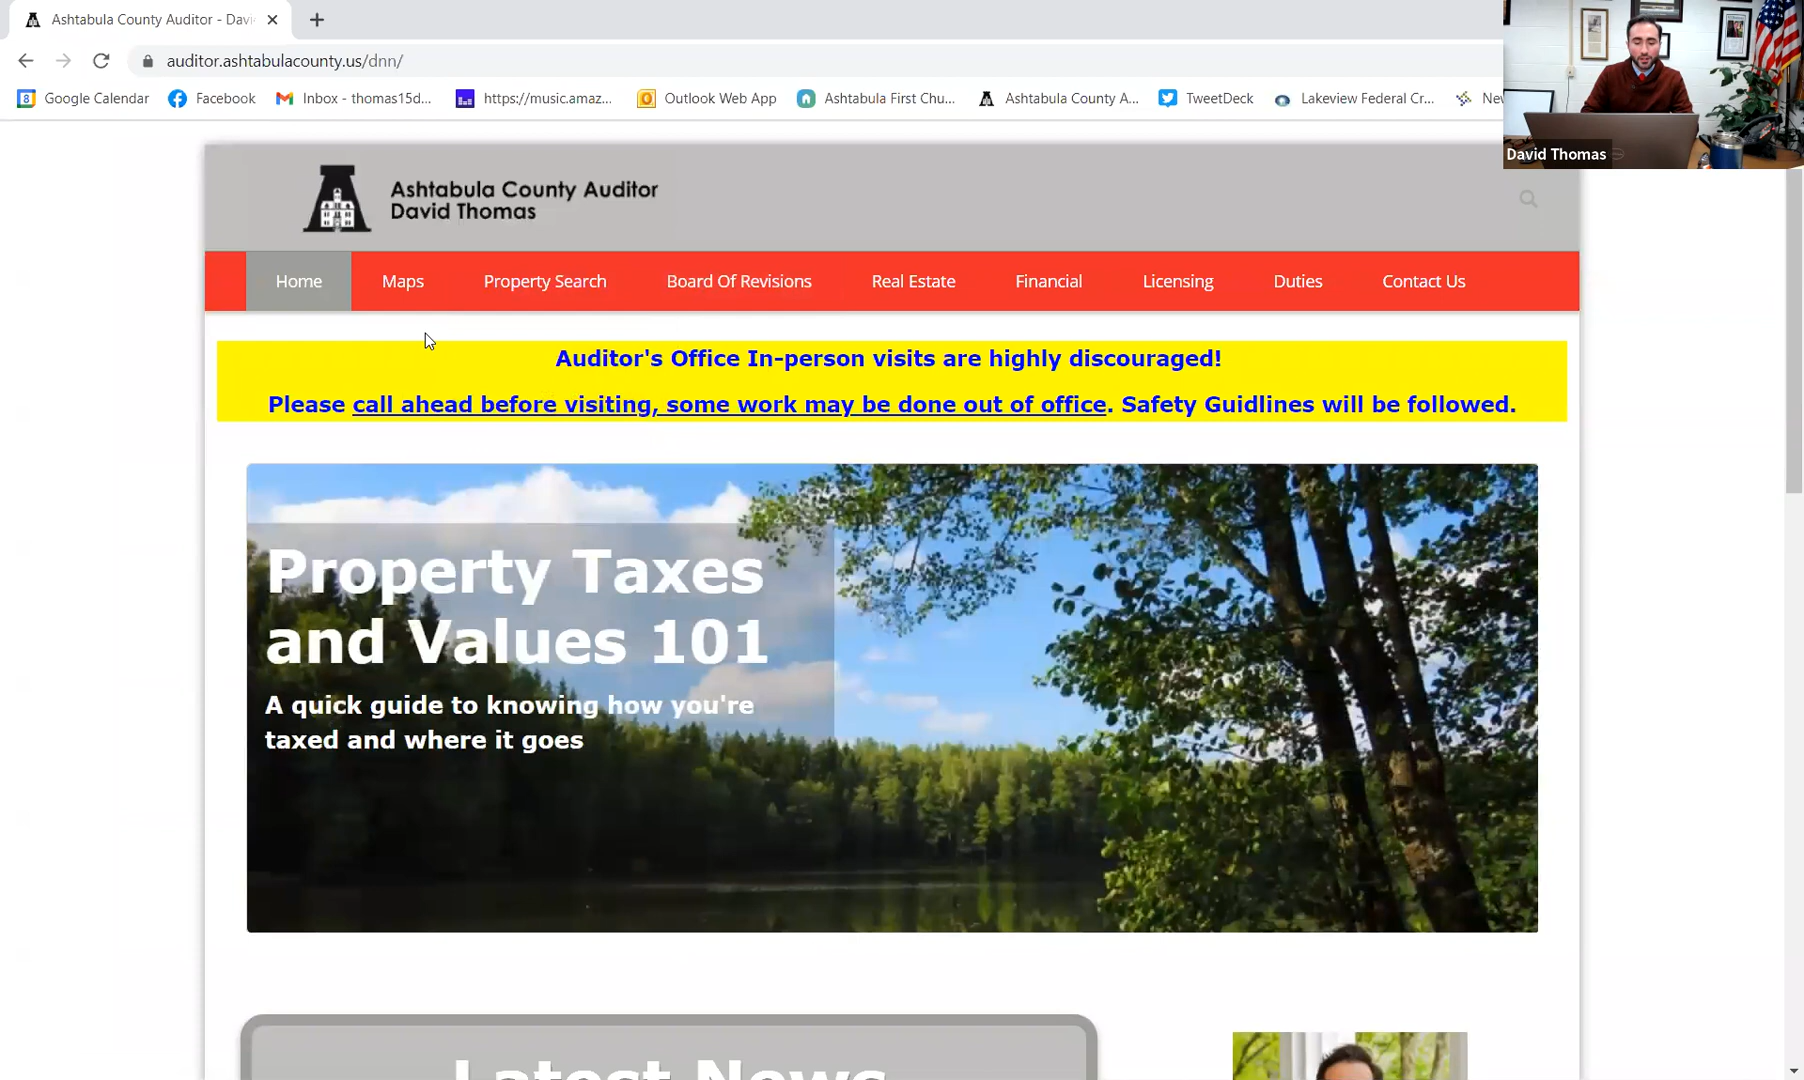 Ashtabula County Auditor - Davi
auditor.ashtabulacounty.us/dnn/
8 Google Calendar Facebook Inbox - thomas15d... https://music.amaz... Outlook Web App Ashtabula First Chu... Ashtabula County A... TweetDeck Lakeview Federal Cr... Nev
David Thomas
Ashtabula County Auditor
David Thomas
Home Maps Property Search Board Of Revisions Real Estate Financial Licensing Duties Contact Us
Auditor's Office In-person visits are highly discouraged!
Please call ahead before visiting, some work may be done out of office. Safety Guidlines will be followed.
Property Taxes
and Values 101
A quick guide to knowing how you're
taxed and where it goes
Latest News